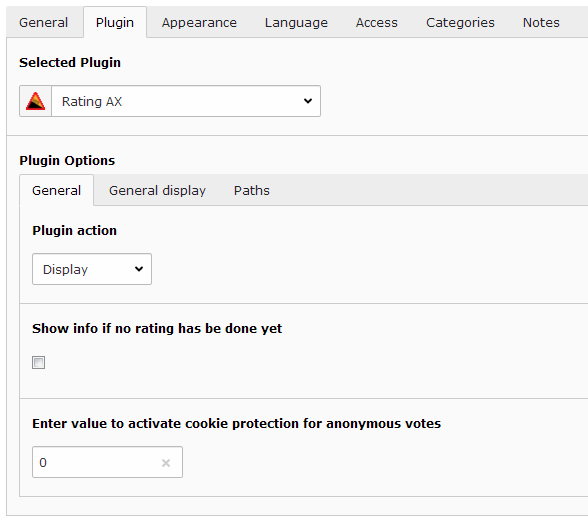 General Plugin Appearance Language Access Categories Notes
Selected Plugin
Rating AX
Plugin Options
General General display Paths
Plugin action
Display
Show info if no rating has be done yet
Enter value to activate cookie protection for anonymous votes
0